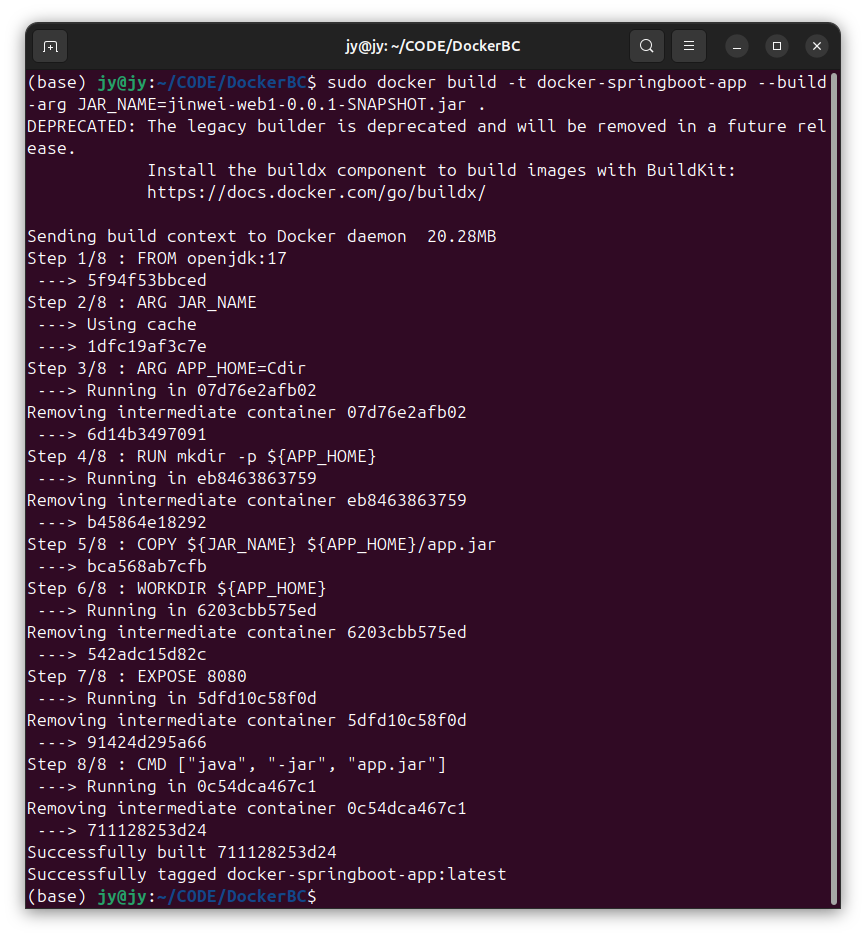 jy@jy: ~/CODE/DockerBC
(base) jy@jy:~/CODE/DockerBC$ sudo docker build -t docker-springboot-app --build
-arg JAR_NAME=jinwei-web1-0.0.1-SNAPSHOT.jar .
DEPRECATED: The legacy builder is deprecated and will be removed in a future rel
ease.
            Install the buildx component to build images with BuildKit:
            https://docs.docker.com/go/buildx/

Sending build context to Docker daemon  20.28MB
Step 1/8 : FROM openjdk:17
 ---> 5f94f53bbced
Step 2/8 : ARG JAR_NAME
 ---> Using cache
 ---> 1dfc19af3c7e
Step 3/8 : ARG APP_HOME=Cdir
 ---> Running in 07d76e2afb02
Removing intermediate container 07d76e2afb02
 ---> 6d14b3497091
Step 4/8 : RUN mkdir -p ${APP_HOME}
 ---> Running in eb8463863759
Removing intermediate container eb8463863759
 ---> b45864e18292
Step 5/8 : COPY ${JAR_NAME} ${APP_HOME}/app.jar
 ---> bca568ab7cfb
Step 6/8 : WORKDIR ${APP_HOME}
 ---> Running in 6203cbb575ed
Removing intermediate container 6203cbb575ed
 ---> 542adc15d82c
Step 7/8 : EXPOSE 8080
 ---> Running in 5dfd10c58f0d
Removing intermediate container 5dfd10c58f0d
 ---> 91424d295a66
Step 8/8 : CMD ["java", "-jar", "app.jar"]
 ---> Running in 0c54dca467c1
Removing intermediate container 0c54dca467c1
 ---> 711128253d24
Successfully built 711128253d24
Successfully tagged docker-springboot-app:latest
(base) jy@jy:~/CODE/DockerBC$